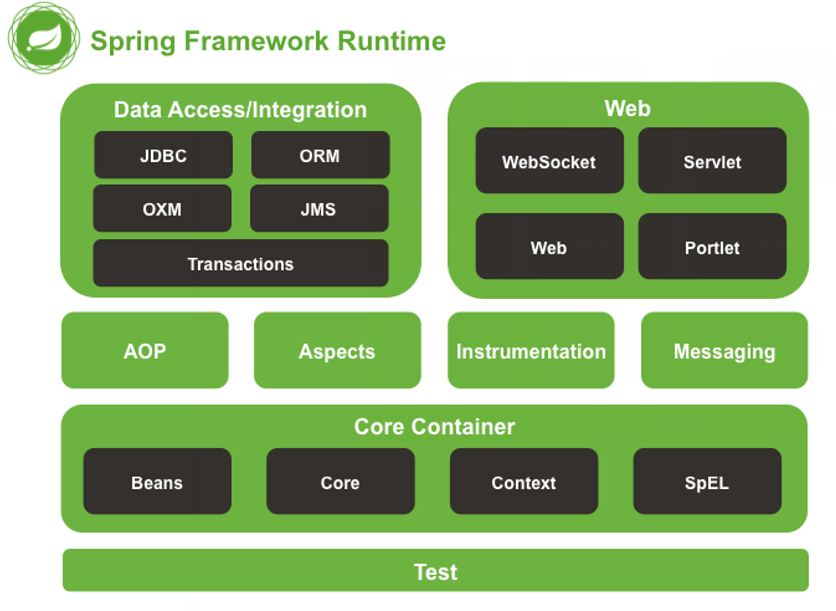 Spring Framework Runtime
Data Access/Integration
JDBC
ORM
OXM
JMS
Transactions
Web
WebSocket
Servlet
Web
Portlet
AOP
Aspects
Instrumentation
Messaging
Core Container
Beans
Core
Context
SpEL
Test